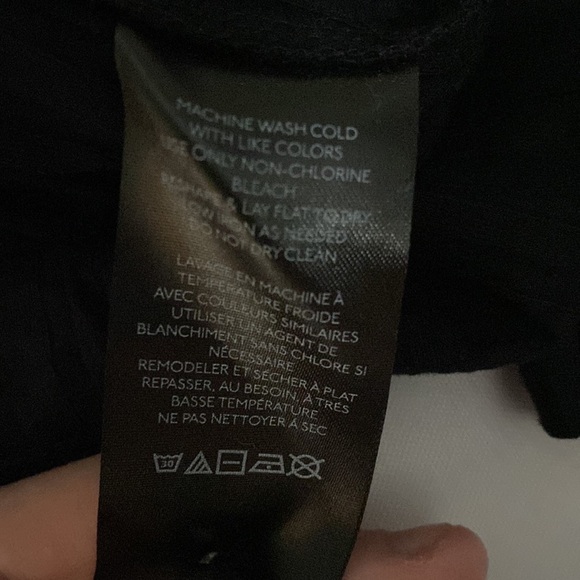 MACHINE WASH COLD
WITH LIKE COLORS
USE ONLY NON-CHLORINE
BLEACH
RESHAPE & LAY FLAT TO DRY
LOW IRON AS NEEDED
DO NOT DRY CLEAN
LAVAGE EN MACHINE À
TEMPÉRATURE FROIDE
AVEC COULEURS SIMILAIRES
UTILISER UN AGENT DE
BLANCHIMENT SANS CHLORE SI
NÉCESSAIRE
REMODELER ET SÉCHER À PLAT
REPASSER, AU BESOIN, À TRÈS
BASSE TEMPÉRATURE
NE PAS NETTOYER À SEC
30